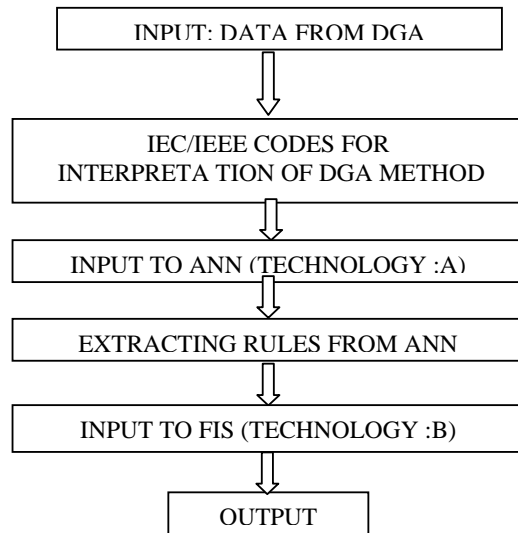 INPUT: DATA FROM DGA
IEC/IEEE CODES FOR
INTERPRETA TION OF DGA METHOD
INPUT TO ANN (TECHNOLOGY :A)
EXTRACTING RULES FROM ANN
INPUT TO FIS (TECHNOLOGY :B)
OUTPUT